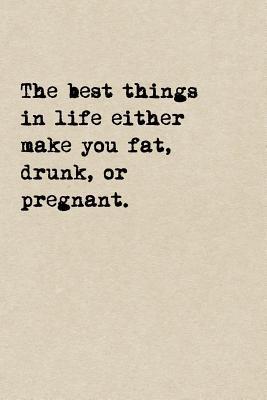 The best things
in life either
make you fat,
drunk, or
pregnant.